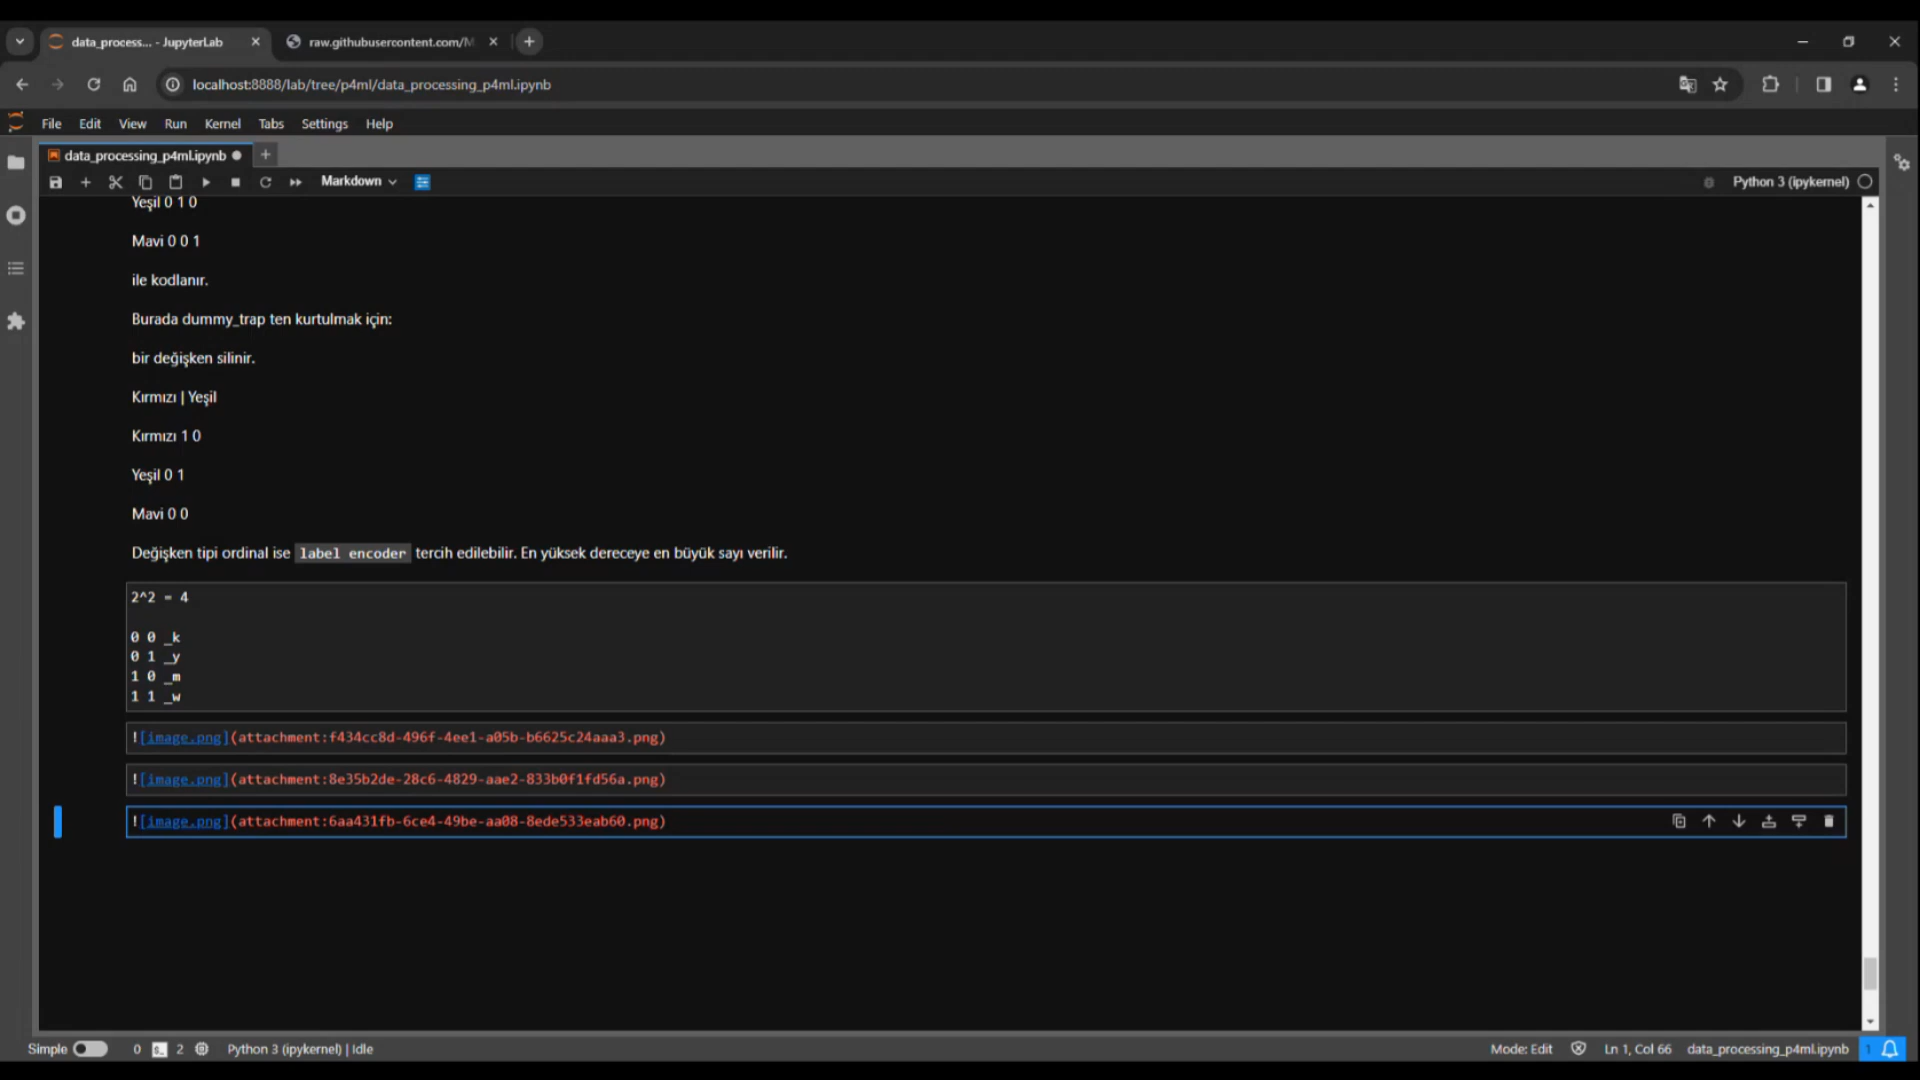 data_process... - JupyterLab
raw.githubusercontent.com/M
localhost:8888/lab/tree/p4ml/data_processing_p4ml.ipynb
File Edit View Run Kernel Tabs Settings Help
data_processing_p4ml.ipynb
Markdown
Python 3 (ipykernel)
Yeşil 0 1 0
Mavi 0 0 1
ile kodlanır.
Burada dummy_trap ten kurtulmak için:
bir değişken silinir.
Kırmızı | Yeşil
Kırmızı 1 0
Yeşil 0 1
Mavi 0 0
Değişken tipi ordinal ise label encoder tercih edilebilir. En yüksek dereceye en büyük sayı verilir.
2^2 = 4
0 0 _k
0 1 _y
1 0 _m
1 1 _w
![image.png](attachment:f434cc8d-496f-4ee1-a05b-b6625c24aaa3.png)
![image.png](attachment:8e35b2de-28c6-4829-aae2-833b0f1fd56a.png)
![image.png](attachment:6aa431fb-6ce4-49be-aa08-8ede533eab60.png)
Simple 0 2 Python 3 (ipykernel) | Idle
Mode: Edit Ln 1, Col 66 data_processing_p4ml.ipynb 1